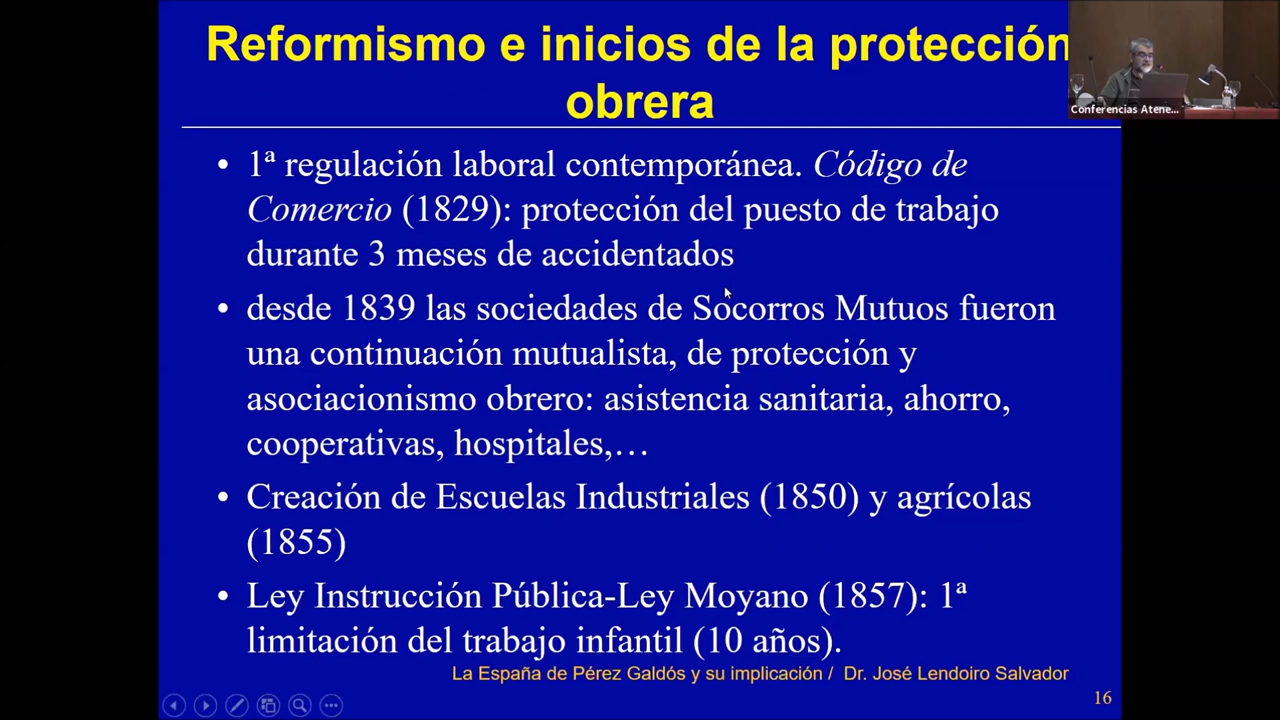 Reformismo e inicios de la protección
obrera
Conferencias Atene...
• 1ª regulación laboral contemporánea. Código de
Comercio (1829): protección del puesto de trabajo
durante 3 meses de accidentados
• desde 1839 las sociedades de Socorros Mutuos fueron
una continuación mutualista, de protección y
asociacionismo obrero: asistencia sanitaria, ahorro,
cooperativas, hospitales,…
• Creación de Escuelas Industriales (1850) y agrícolas
(1855)
• Ley Instrucción Pública-Ley Moyano (1857): 1ª
limitación del trabajo infantil (10 años).
La España de Pérez Galdós y su implicación / Dr. José Lendoiro Salvador
16